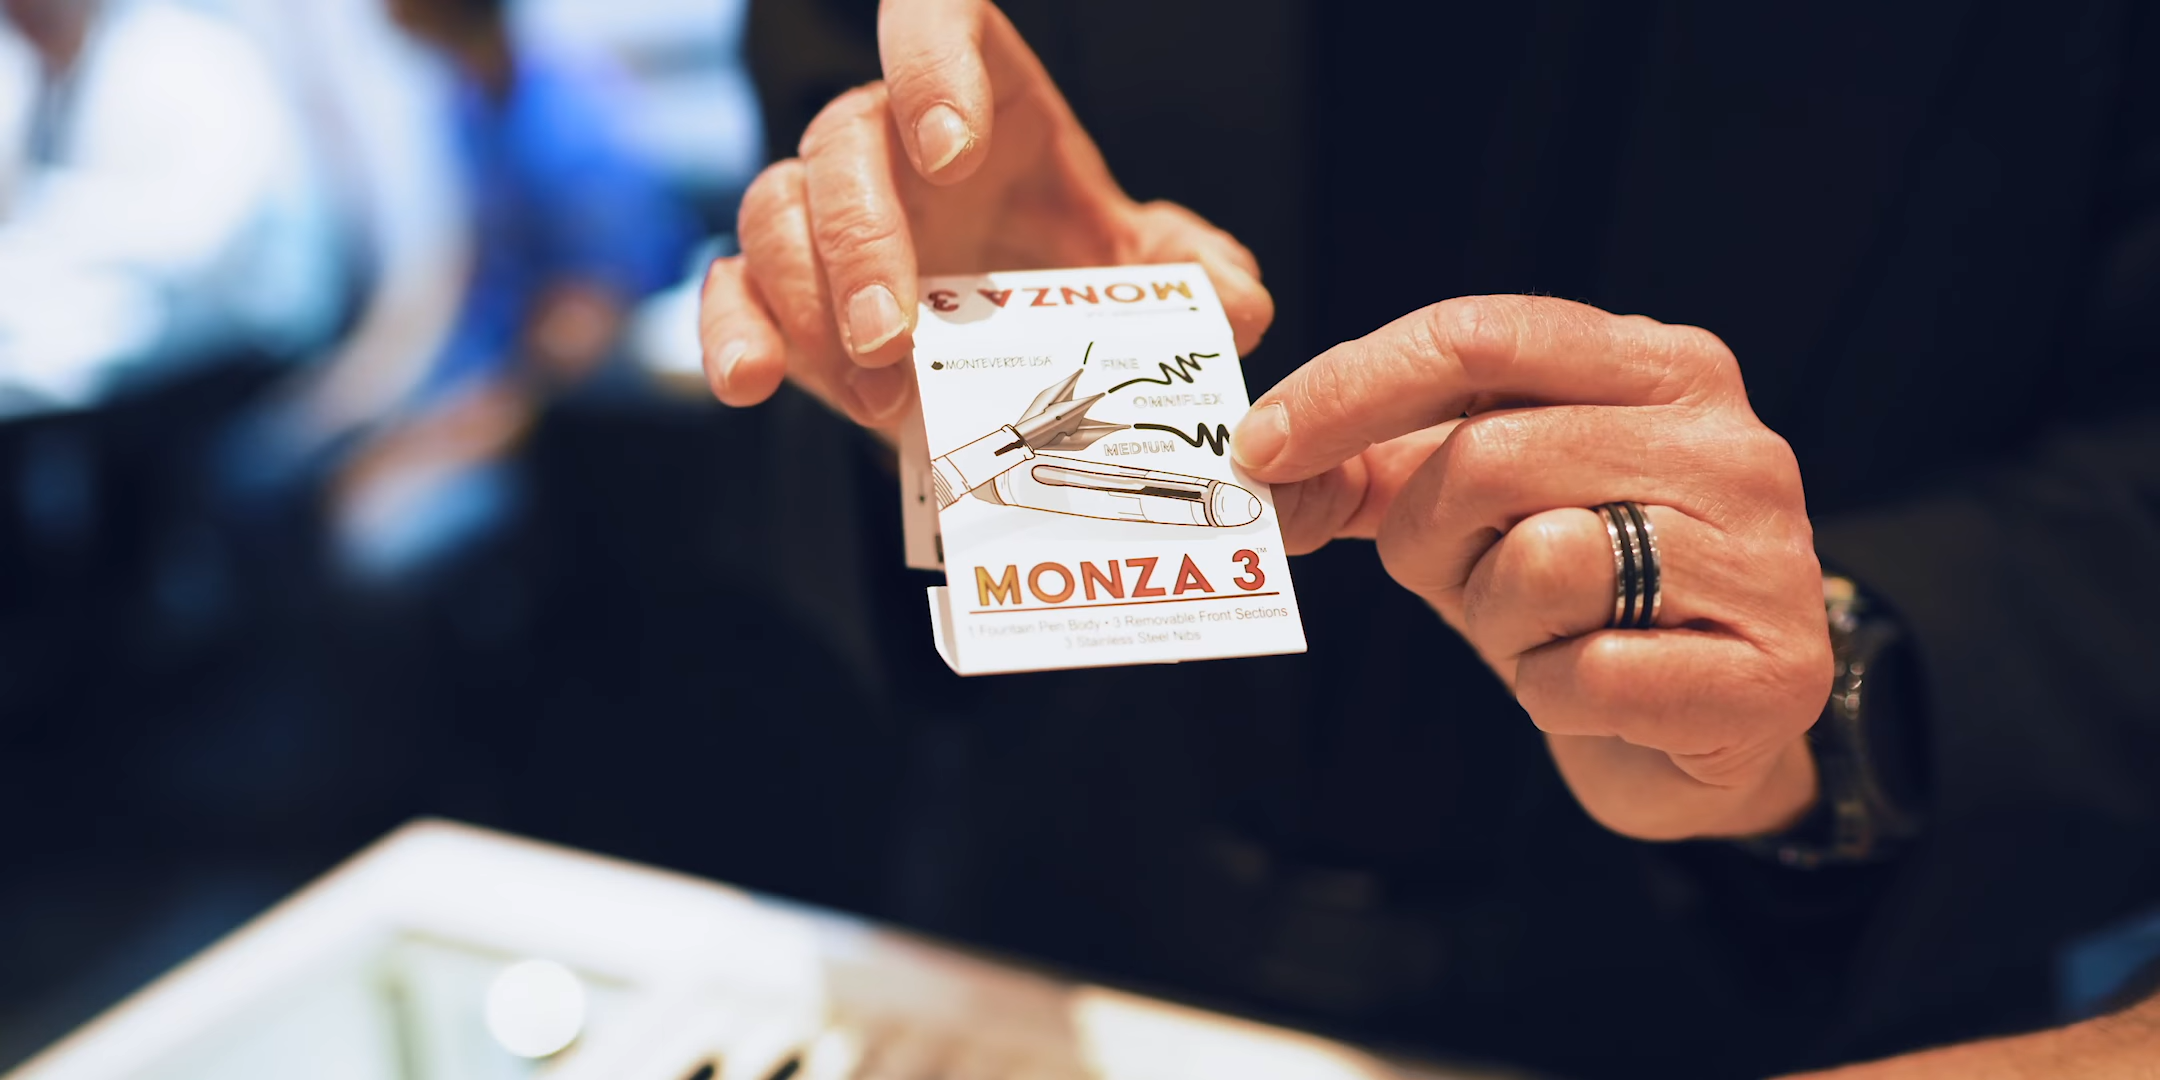 MONZA 3
MONTEVERDE USA
FINE
OMNIFLEX
MEDIUM
MONZA 3™
1 Fountain Pen Body • 3 Removable Front Sections
3 Stainless Steel Nibs